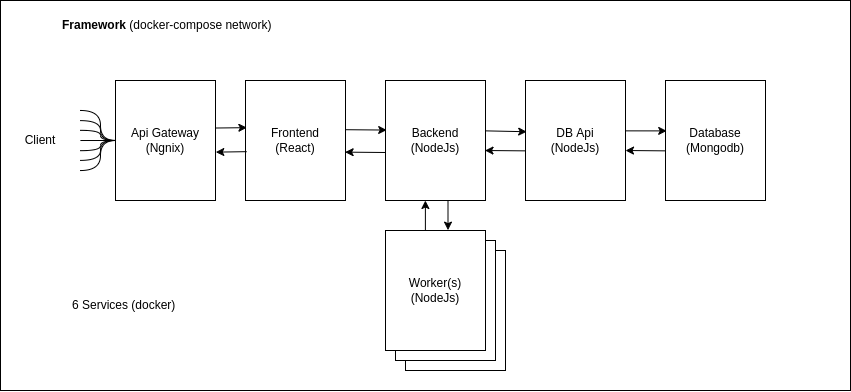 Framework (docker-compose network)
Client
Api Gateway
(Ngnix)
Frontend
(React)
Backend
(NodeJs)
DB Api
(NodeJs)
Database
(Mongodb)
Worker(s)
(NodeJs)
6 Services (docker)